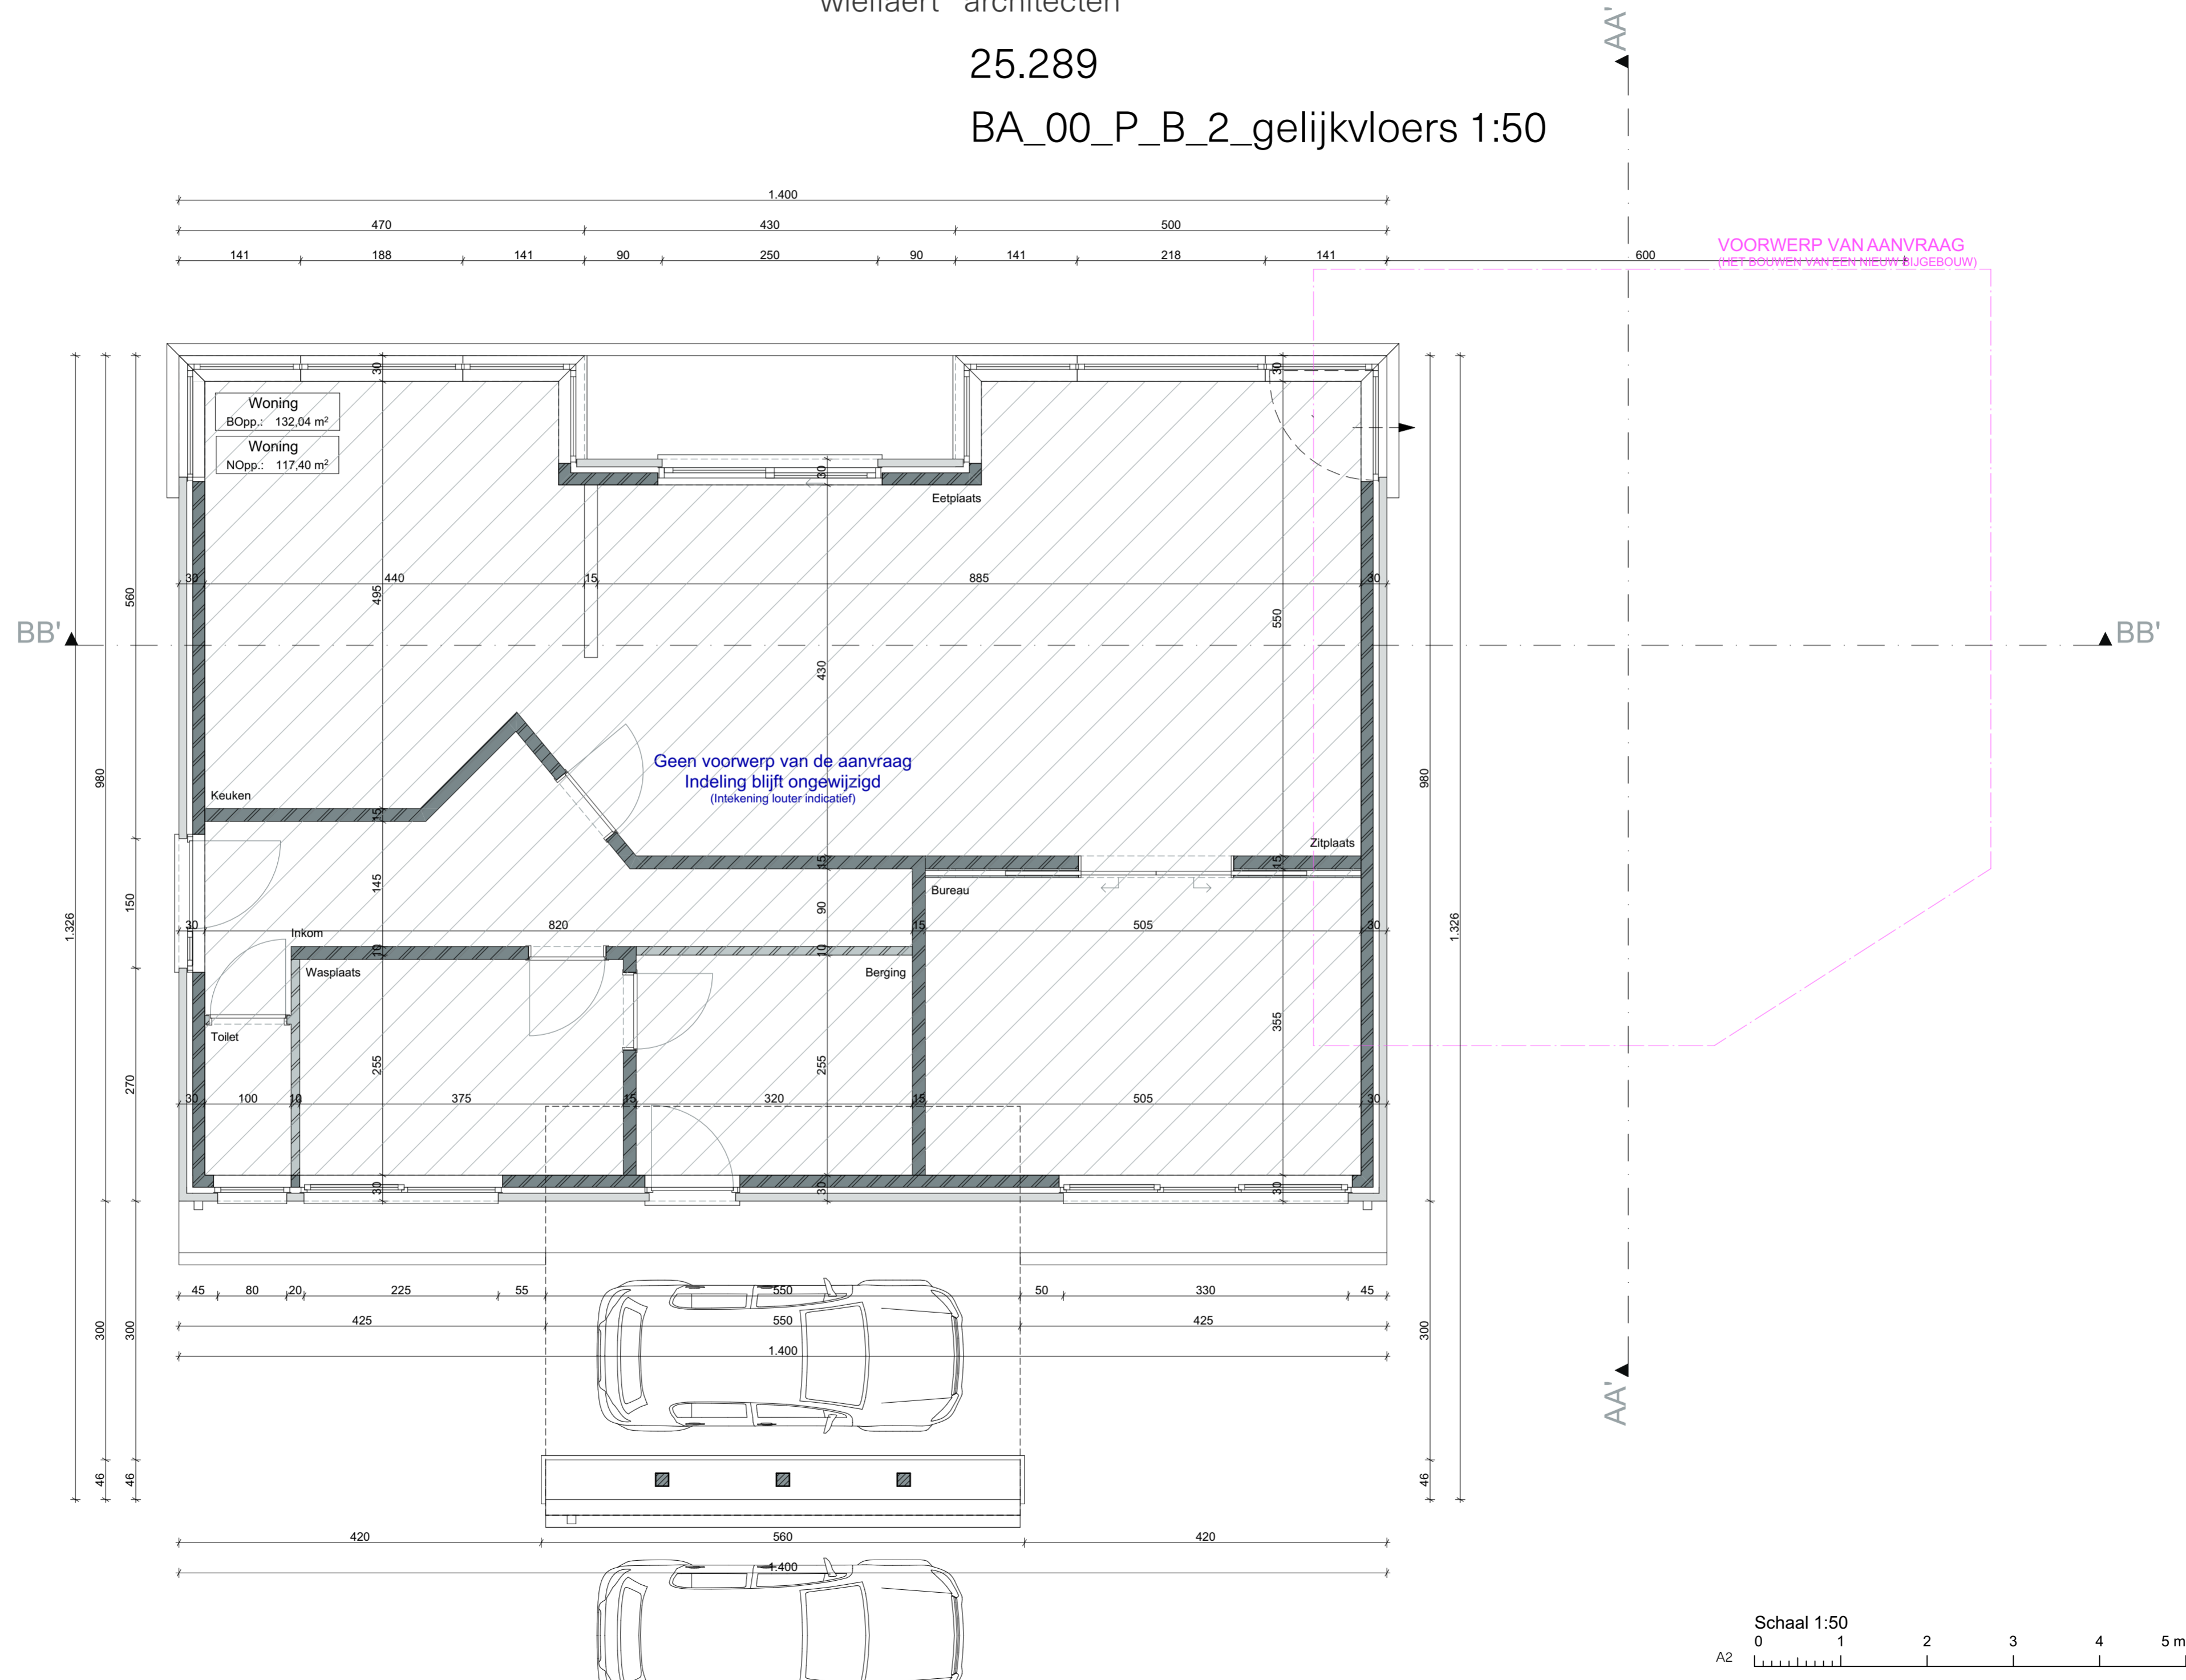 wiellaert architecten
25.289
BA_00_P_B_2_gelijkvloers 1:50
AA'
1.400
470 430 500
141 188 141 90 250 90 141 218 141 600
VOORWERP VAN AANVRAAG
(HET BOUWEN VAN EEN NIEUW BIJGEBOUW)
30 30
Woning
BOpp.: 132,04 m²
Woning
NOpp.: 117,40 m²
30
Eetplaats
30 440 15 885 30
495
560
550
BB' BB'
430
Geen voorwerp van de aanvraag
Indeling blijft ongewijzigd
(Intekening louter indicatief)
980 980
Keuken
15
Zitplaats
15 15
145
Bureau
150
90
1.326 1.326
30 820 15 505 30
Inkom
10 10
Wasplaats
Berging
Toilet
355
255 255
270
30 100 10 375 15 320 15 505 30
30 30 30
45 80 20 225 55 550 50 330 45
425 550 425
300 300 300
1.400
46 46 46
420 560 420
1.400
AA'
Schaal 1:50
0 1 2 3 4 5 m
A2